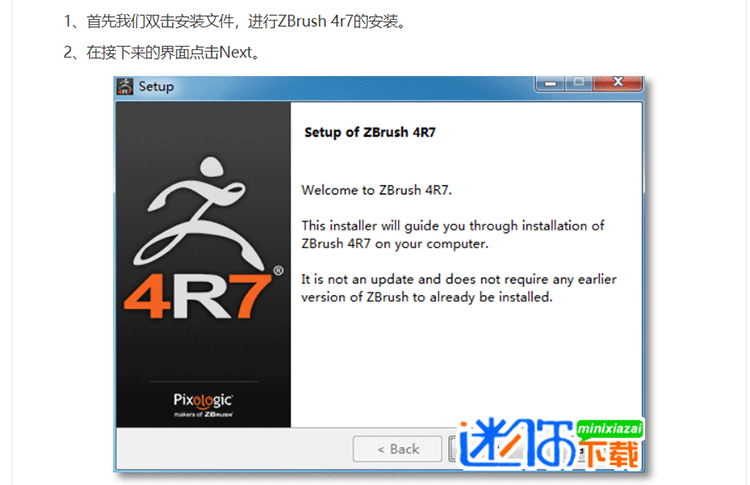 1、首先我们双击安装文件，进行ZBrush 4r7的安装。
2、在接下来的界面点击Next。
4R7
Setup
Setup of ZBrush 4R7
Welcome to ZBrush 4R7.
This installer will guide you through installation of
ZBrush 4R7 on your computer.
It is not an update and does not require any earlier
version of ZBrush to already be installed.
4R7®
Pixologic
makers of ZBRUSH
< Back
迷你下载
minixiazai